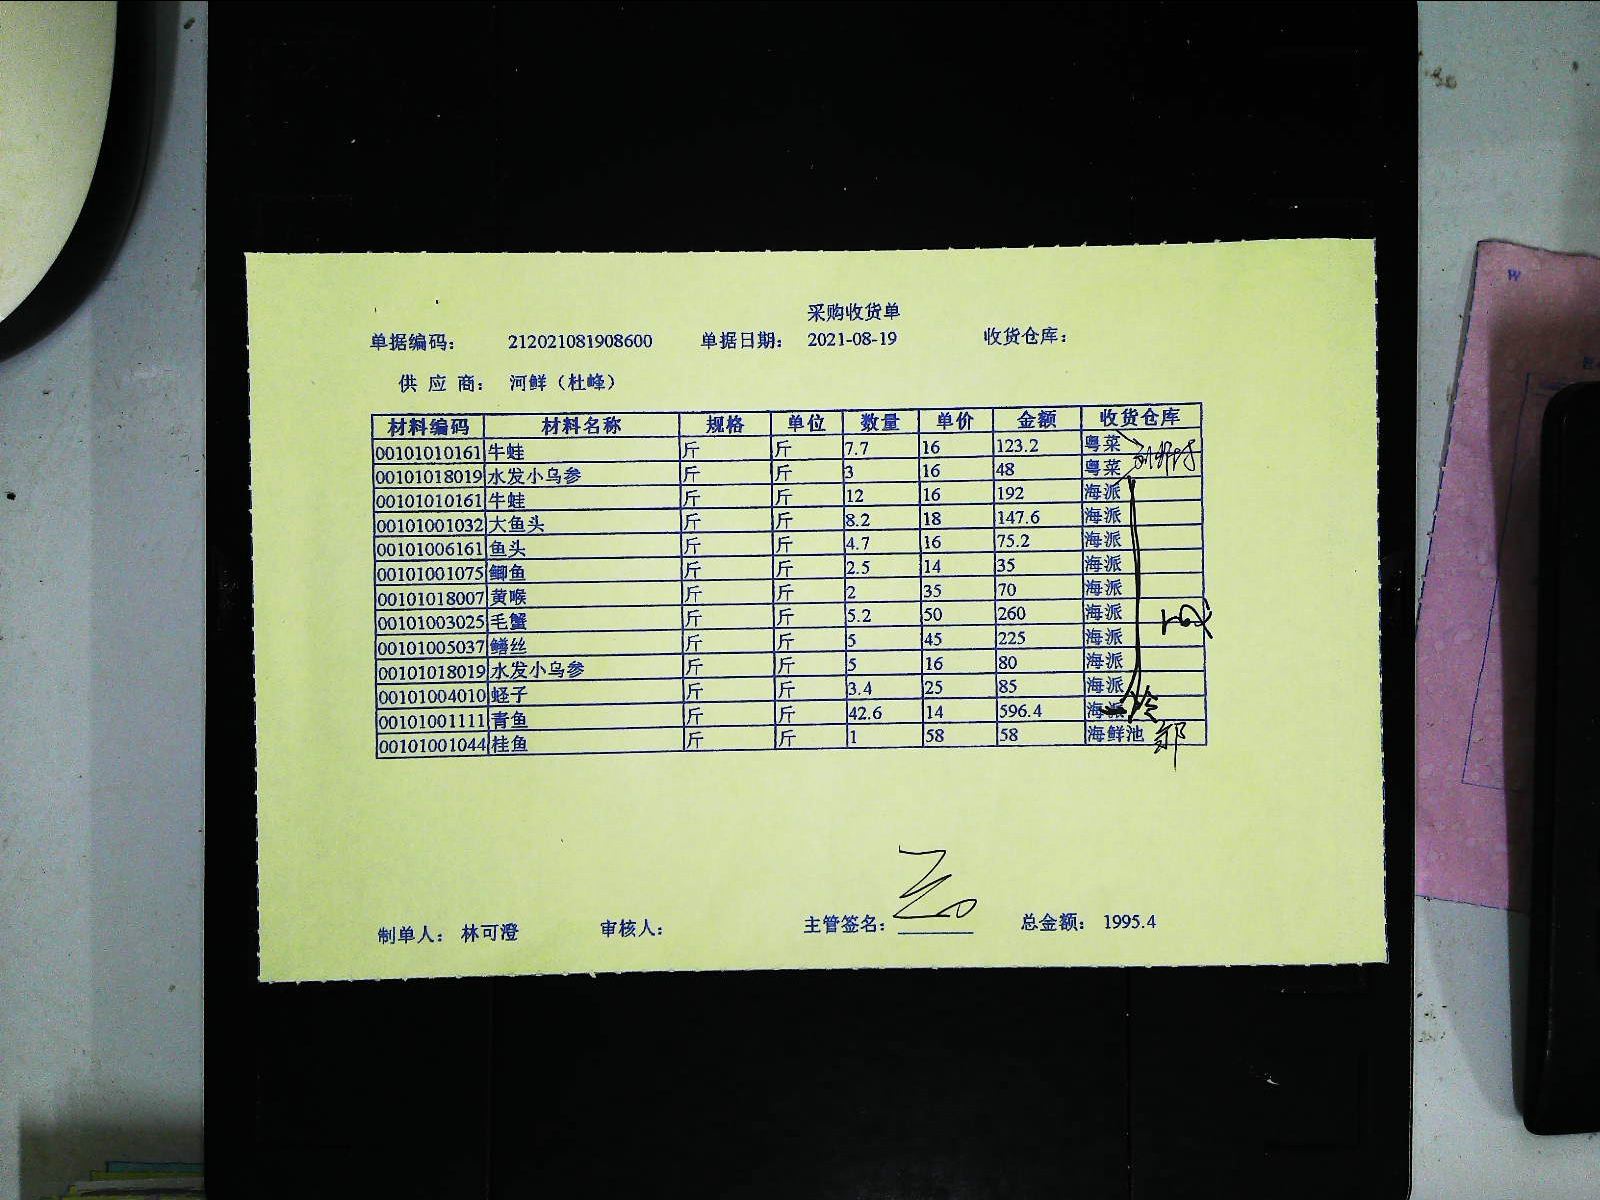 采购收货单
单据编码： 212021081908600 单据日期： 2021-08-19 收货仓库：
供 应 商： 河鲜（杜峰）
材料编码 材料名称 规格 单位 数量 单价 金额 收货仓库
00101010161 牛蛙 斤 斤 7.7 16 123.2 粤菜
00101018019 水发小乌参 斤 斤 3 16 48 粤菜
00101010161 牛蛙 斤 斤 12 16 192 海派
00101001032 大鱼头 斤 斤 8.2 18 147.6 海派
00101006161 鱼头 斤 斤 4.7 16 75.2 海派
00101001075 鲫鱼 斤 斤 2.5 14 35 海派
00101018007 黄喉 斤 斤 2 35 70 海派
00101003025 毛蟹 斤 斤 5.2 50 260 海派
00101005037 鳝丝 斤 斤 5 45 225 海派
00101018019 水发小乌参 斤 斤 5 16 80 海派
00101004010 蛏子 斤 斤 3.4 25 85 海派
00101001111 青鱼 斤 斤 42.6 14 596.4 海派 冷
00101001044 桂鱼 斤 斤 1 58 58 海鲜池
制单人： 林可澄 审核人： 主管签名： 总金额： 1995.4